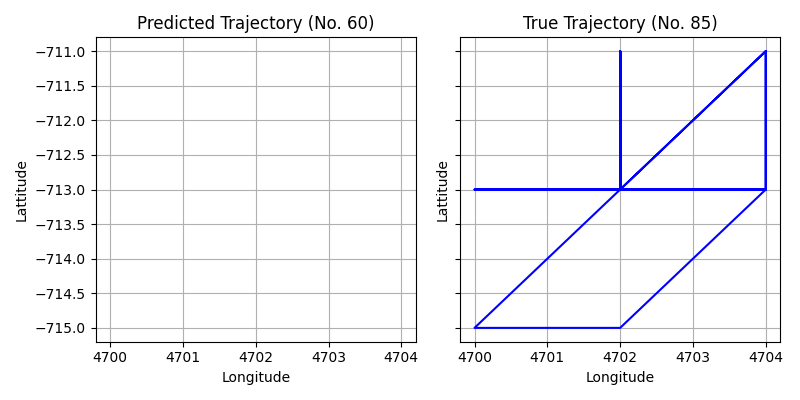 Predicted Trajectory (No. 60)
True Trajectory (No. 85)
Lattitude
−711.0
−711.5
−712.0
−712.5
−713.0
−713.5
−714.0
−714.5
−715.0
4700 4701 4702 4703 4704
Longitude
Lattitude
4700 4701 4702 4703 4704
Longitude